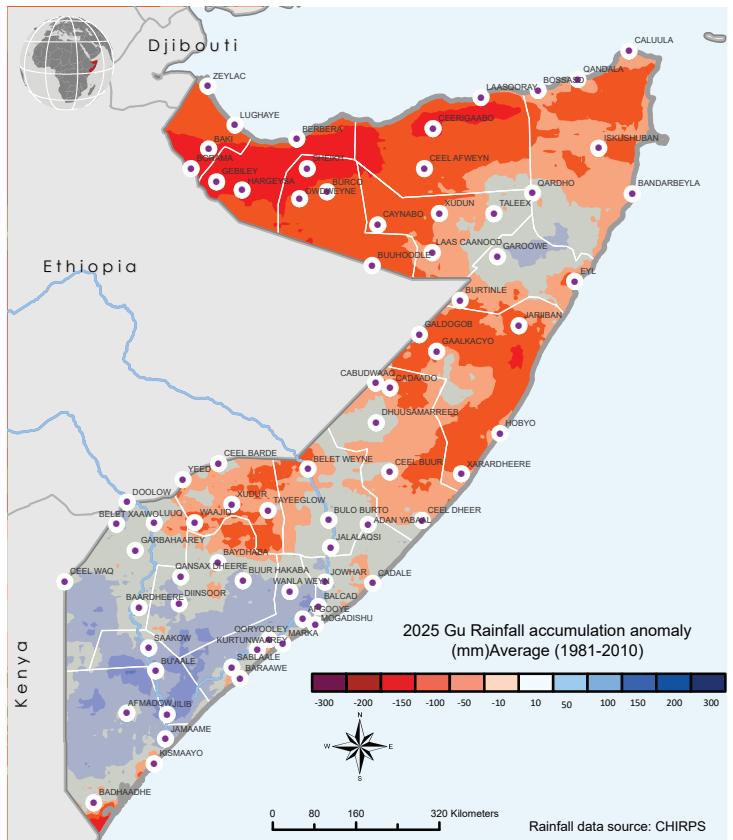 Djibouti
CALUULA
QANDALA
BOSSASO
ZEYLAC
LAASQORAY
LUGHAYE
CEERIGAABO
BERBERA
BAKI
ISKUSHUBAN
BORAMA
SHEIKH
CEEL AFWEYN
GEBILEY
HARGEYSA
BURCO
OWDWEYNE
QARDHO
BANDARBEYLA
XUDUN
TALEEX
CAYNABO
LAAS CAANOOD
GAROOWE
BUUHOODLE
Ethiopia
EYL
BURTINLE
JARIIBAN
GALDOGOB
GAALKACYO
CABUDWAAQ
CADAADO
DHUUSAMARREEB
HOBYO
CEEL BARDE
BELET WEYNE
CEEL BUUR
XARARDHEERE
YEED
DOOLOW
XUDUR
TAYEEGLOW
BELET XAAWO
LUUQ
WAAJID
BULO BURTO
ADAN YABAAL
CEEL DHEER
GARBAHAAREY
JALALAQSI
BAYDHABA
CEEL WAQ
QANSAX DHEERE
BUUR HAKABA
WANLA WEYN
JOWHAR
CADALE
BAARDHEERE
DIINSOOR
BALCAD
AFGOOYE
MOGADISHU
QORYOOLEY
MARKA
KURTUNWAAREY
SAAKOW
SABLAALE
BU'AALE
BARAAWE
AFMADOW
JILIB
JAMAAME
KISMAAYO
BADHAADHE
Kenya
2025 Gu Rainfall accumulation anomaly
(mm)Average (1981-2010)
-300 -200 -150 -100 -50 -10 10 50 100 150 200 300
N
W E
S
0 80 160 320 Kilometers
Rainfall data source: CHIRPS